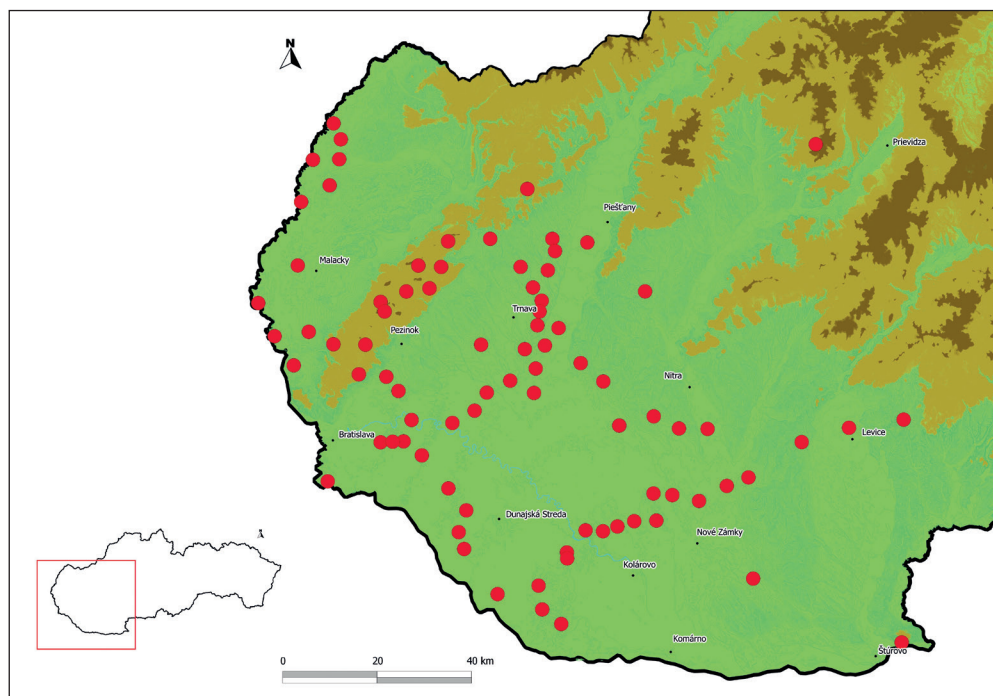 N
Prievidza
Piešťany
Malacky
Trnava
Pezinok
Nitra
Bratislava
Levice
Dunajská Streda
Nové Zámky
Kolárovo
Komárno
Štúrovo
0 20 40 km